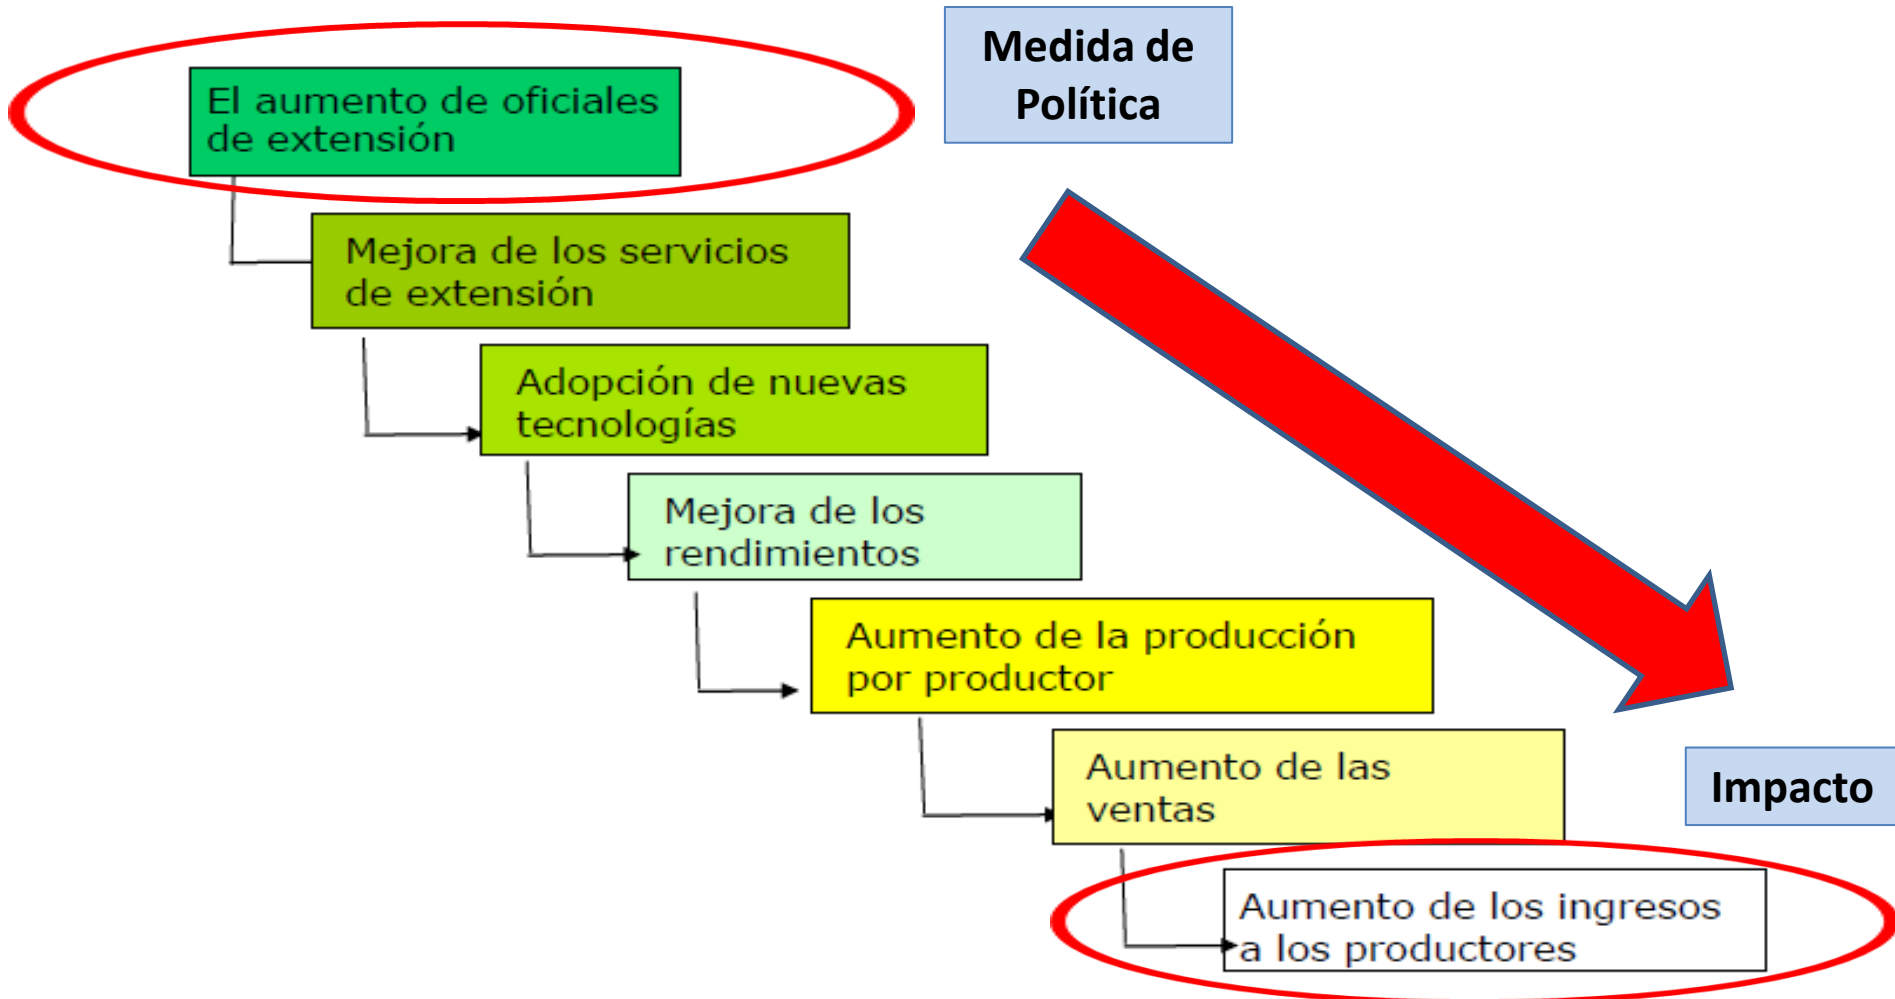 Medida de
Política
El aumento de oficiales
de extensión
Mejora de los servicios
de extensión
Adopción de nuevas
tecnologías
Mejora de los
rendimientos
Aumento de la producción
por productor
Aumento de las
ventas
Impacto
Aumento de los ingresos
a los productores